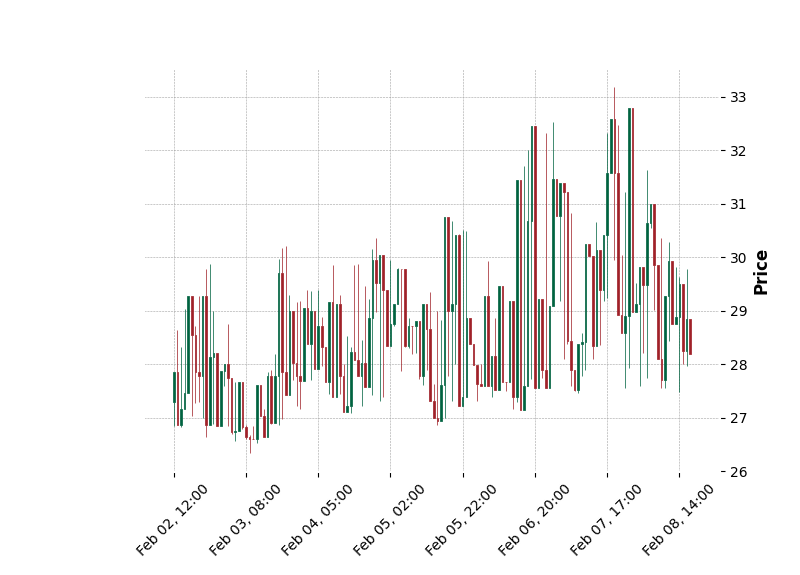 33
32
31
30
29
28
27
26
Price
Feb 02, 12:00
Feb 03, 08:00
Feb 04, 05:00
Feb 05, 02:00
Feb 05, 22:00
Feb 06, 20:00
Feb 07, 17:00
Feb 08, 14:00